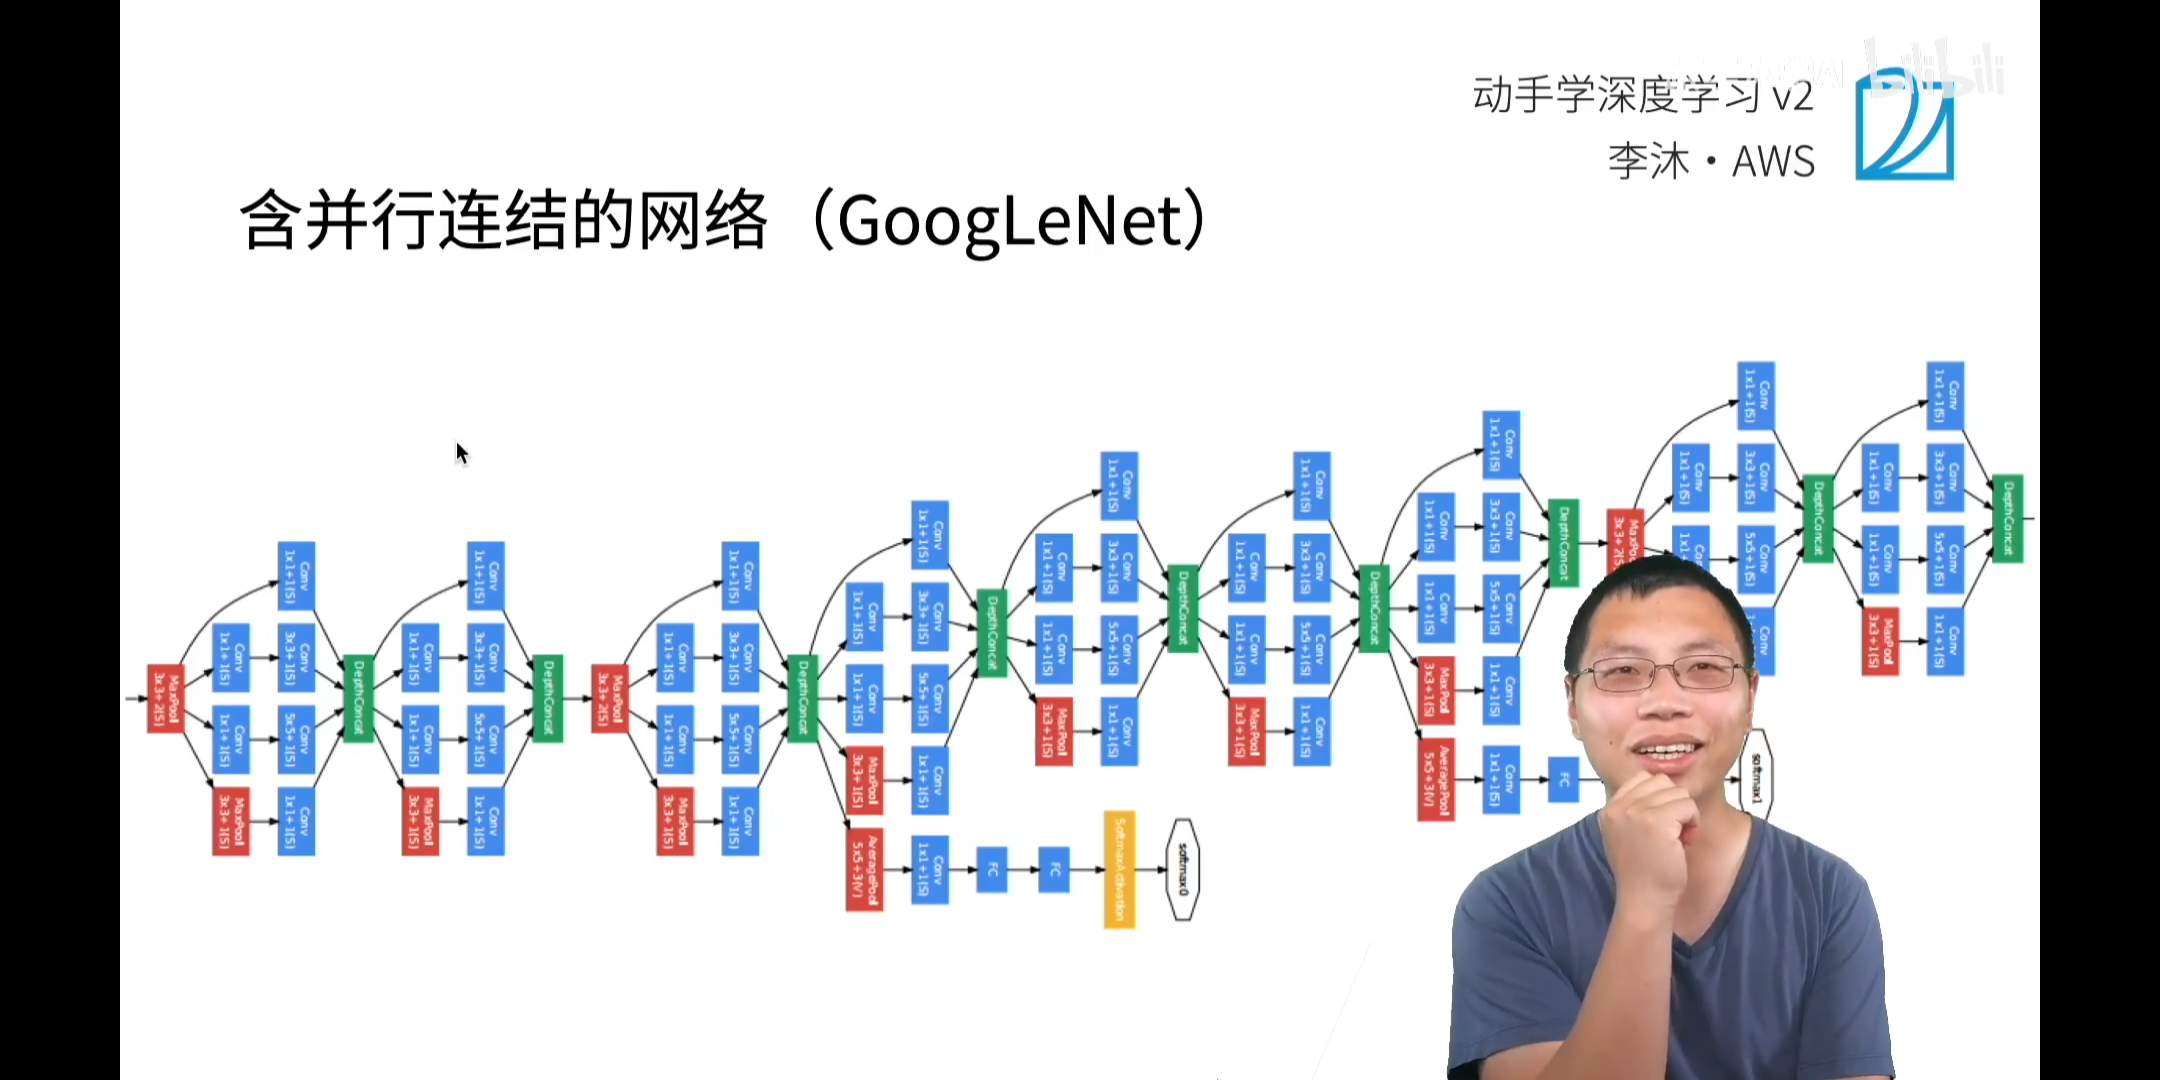 动手学深度学习 v2
李沐·AWS
bilibili
含并行连结的网络（GoogLeNet）
MaxPool
3x3+2(S)
Conv
1x1+1(S)
Conv
1x1+1(S)
MaxPool
3x3+1(S)
Conv
1x1+1(S)
Conv
3x3+1(S)
Conv
5x5+1(S)
Conv
1x1+1(S)
DepthConcat
Conv
1x1+1(S)
Conv
1x1+1(S)
MaxPool
3x3+1(S)
Conv
1x1+1(S)
Conv
3x3+1(S)
Conv
5x5+1(S)
Conv
1x1+1(S)
DepthConcat
MaxPool
3x3+2(S)
Conv
1x1+1(S)
Conv
1x1+1(S)
MaxPool
3x3+1(S)
Conv
1x1+1(S)
Conv
3x3+1(S)
Conv
5x5+1(S)
Conv
1x1+1(S)
DepthConcat
Conv
1x1+1(S)
Conv
1x1+1(S)
MaxPool
3x3+1(S)
AveragePool
5x5+3(V)
Conv
1x1+1(S)
Conv
3x3+1(S)
Conv
5x5+1(S)
Conv
1x1+1(S)
Conv
1x1+1(S)
DepthConcat
FC
FC
SoftmaxActivation
softmax0
Conv
1x1+1(S)
Conv
1x1+1(S)
MaxPool
3x3+1(S)
Conv
1x1+1(S)
Conv
3x3+1(S)
Conv
5x5+1(S)
Conv
1x1+1(S)
DepthConcat
Conv
1x1+1(S)
Conv
1x1+1(S)
MaxPool
3x3+1(S)
Conv
1x1+1(S)
Conv
3x3+1(S)
Conv
5x5+1(S)
Conv
1x1+1(S)
DepthConcat
Conv
1x1+1(S)
Conv
1x1+1(S)
MaxPool
3x3+1(S)
AveragePool
5x5+3(V)
Conv
1x1+1(S)
Conv
3x3+1(S)
Conv
5x5+1(S)
Conv
1x1+1(S)
Conv
1x1+1(S)
DepthConcat
FC
softmax1
3x3+2(S)
Conv
1x1+1(S)
Conv
Conv
1x1+1(S)
Conv
3x3+1(S)
Conv
5x5+1(S)
Conv
DepthConcat
Conv
1x1+1(S)
Conv
1x1+1(S)
MaxPool
3x3+1(S)
Conv
1x1+1(S)
Conv
3x3+1(S)
Conv
5x5+1(S)
Conv
1x1+1(S)
DepthConcat